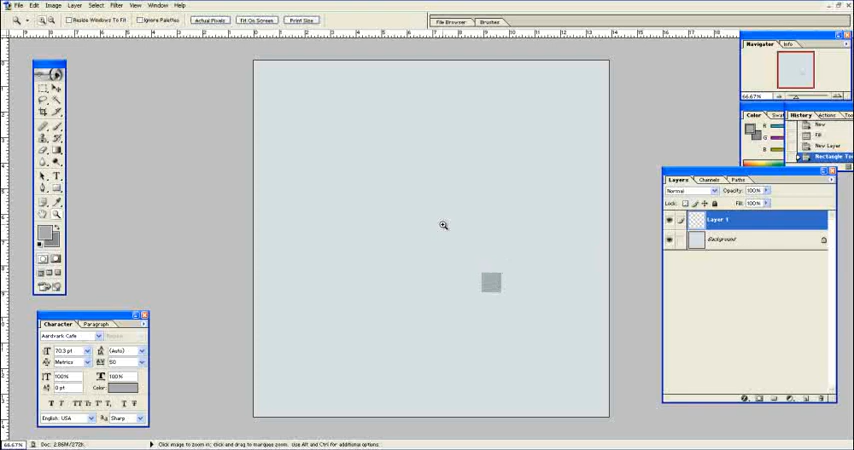 File Edit Image Layer Select Filter View Window Help
Resize Windows To Fit Ignore Palettes Actual Pixels Fit On Screen Print Size
File Browser Brushes
Navigator Info
66.67%
Color Swat History Actions
New
Fill
New Layer
Rectangle To
Layers Channels Paths
Normal Opacity: 100%
Lock: Fill: 100%
Layer 1
Background
Character Paragraph
Aardvark Cafe
70.3 pt (Auto)
Metrics 50
100% 100%
0 pt Color:
English: USA Sharp
66.67% Doc: 2.86M/272K Click image to zoom in; click and drag to marquee zoom. Use Alt and Ctrl for additional options.